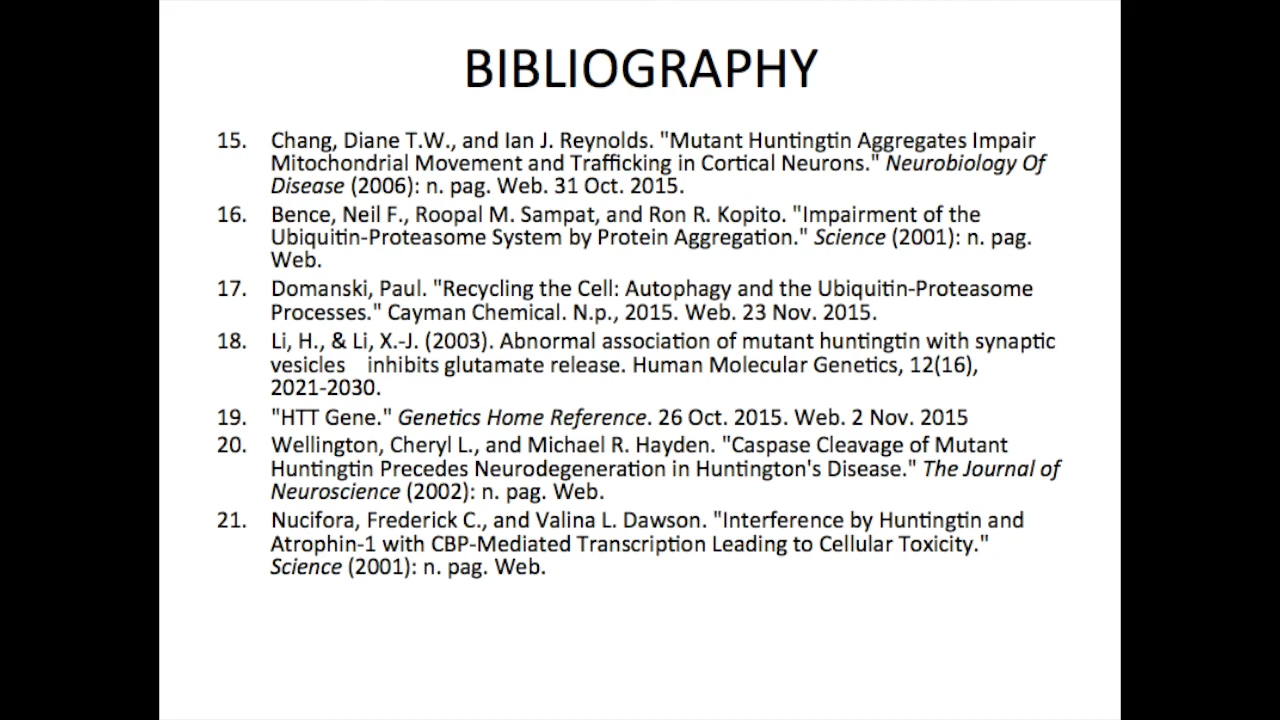 BIBLIOGRAPHY
15. Chang, Diane T.W., and Ian J. Reynolds. "Mutant Huntingtin Aggregates Impair
Mitochondrial Movement and Trafficking in Cortical Neurons." Neurobiology Of
Disease (2006): n. pag. Web. 31 Oct. 2015.
16. Bence, Neil F., Roopal M. Sampat, and Ron R. Kopito. "Impairment of the
Ubiquitin-Proteasome System by Protein Aggregation." Science (2001): n. pag.
Web.
17. Domanski, Paul. "Recycling the Cell: Autophagy and the Ubiquitin-Proteasome
Processes." Cayman Chemical. N.p., 2015. Web. 23 Nov. 2015.
18. Li, H., & Li, X.-J. (2003). Abnormal association of mutant huntingtin with synaptic
vesicles inhibits glutamate release. Human Molecular Genetics, 12(16),
2021-2030.
19. "HTT Gene." Genetics Home Reference. 26 Oct. 2015. Web. 2 Nov. 2015
20. Wellington, Cheryl L., and Michael R. Hayden. "Caspase Cleavage of Mutant
Huntingtin Precedes Neurodegeneration in Huntington's Disease." The Journal of
Neuroscience (2002): n. pag. Web.
21. Nucifora, Frederick C., and Valina L. Dawson. "Interference by Huntingtin and
Atrophin-1 with CBP-Mediated Transcription Leading to Cellular Toxicity."
Science (2001): n. pag. Web.